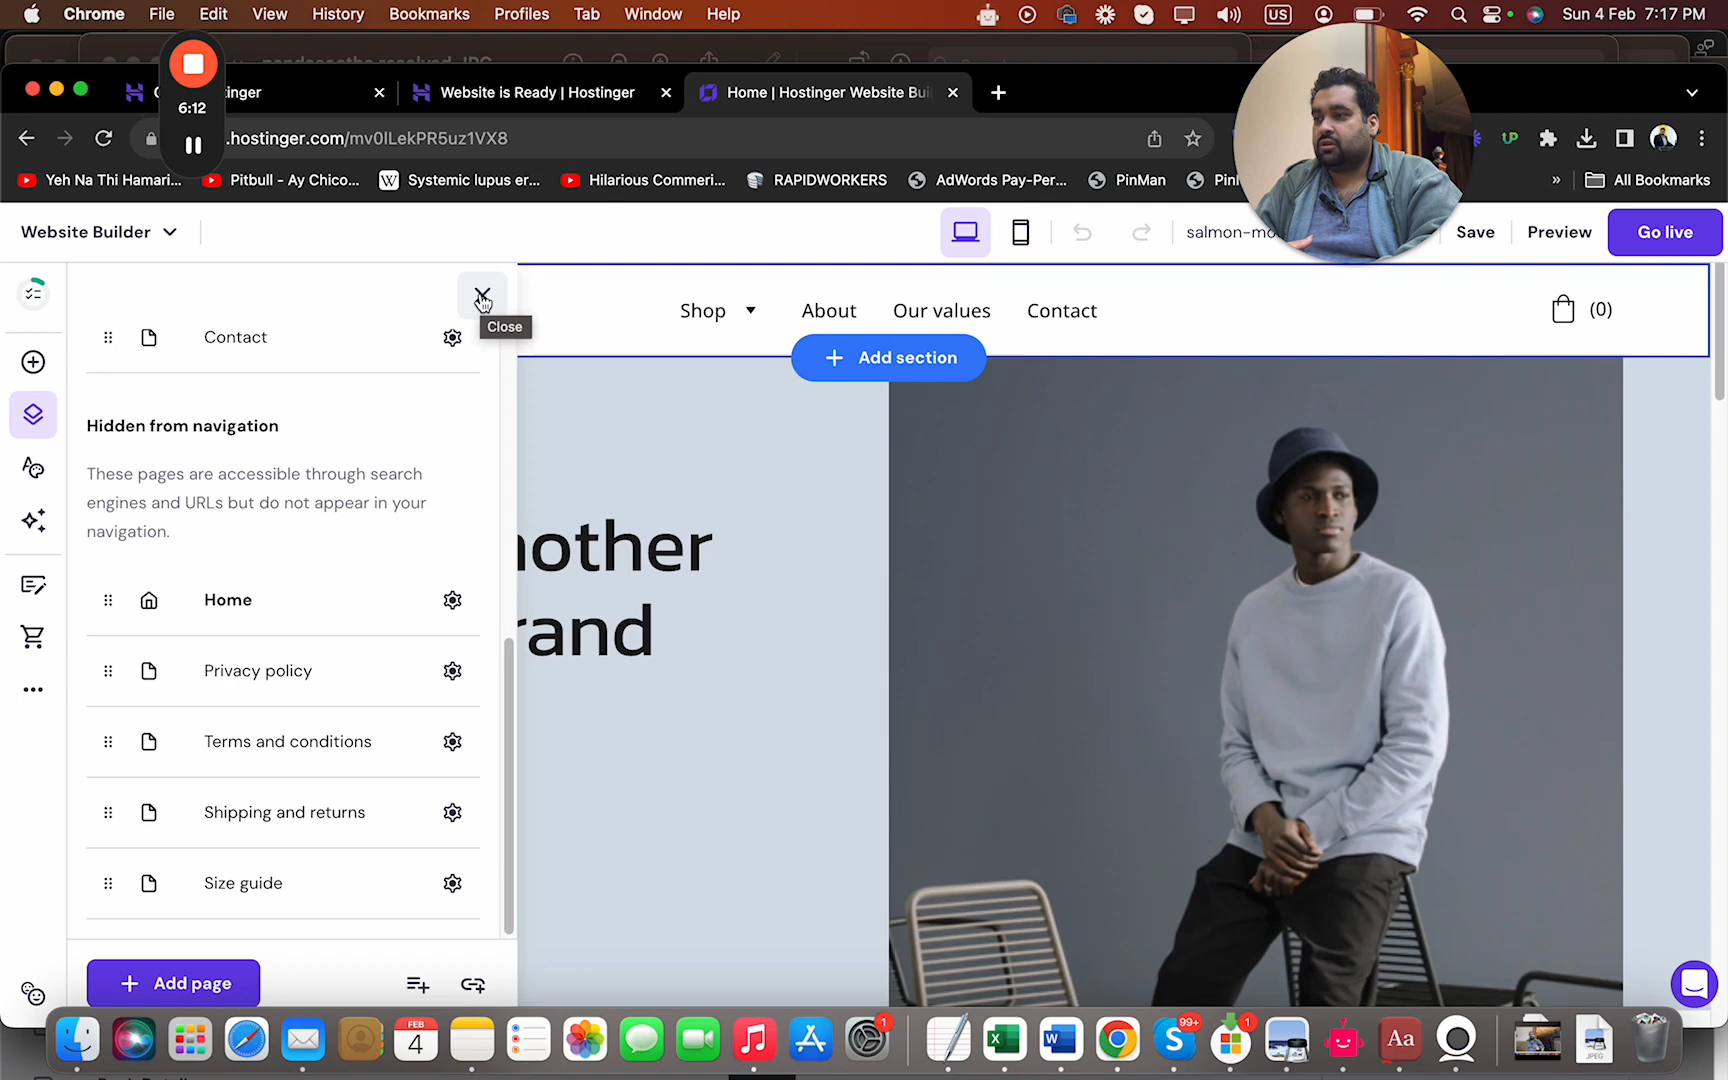 Chrome File Edit View History Bookmarks Profiles Tab Window Help US Sun 4 Feb 7:17 PM
6:12
Website is Ready | Hostinger
Home | Hostinger Website Bui
.hostinger.com/mv0lLekPR5uz1VX8
Yeh Na Thi Hamari... Pitbull - Ay Chico... Systemic lupus er... Hilarious Commeri... RAPIDWORKERS AdWords Pay-Per... PinMan All Bookmarks
Website Builder
Save Preview Go live
Close
Contact
Hidden from navigation
These pages are accessible through search
engines and URLs but do not appear in your
navigation.
Home
Privacy policy
Terms and conditions
Shipping and returns
Size guide
Add page
Shop About Our values Contact (0)
Add section
FEB
4
1
99+
1
Aa
JPEG